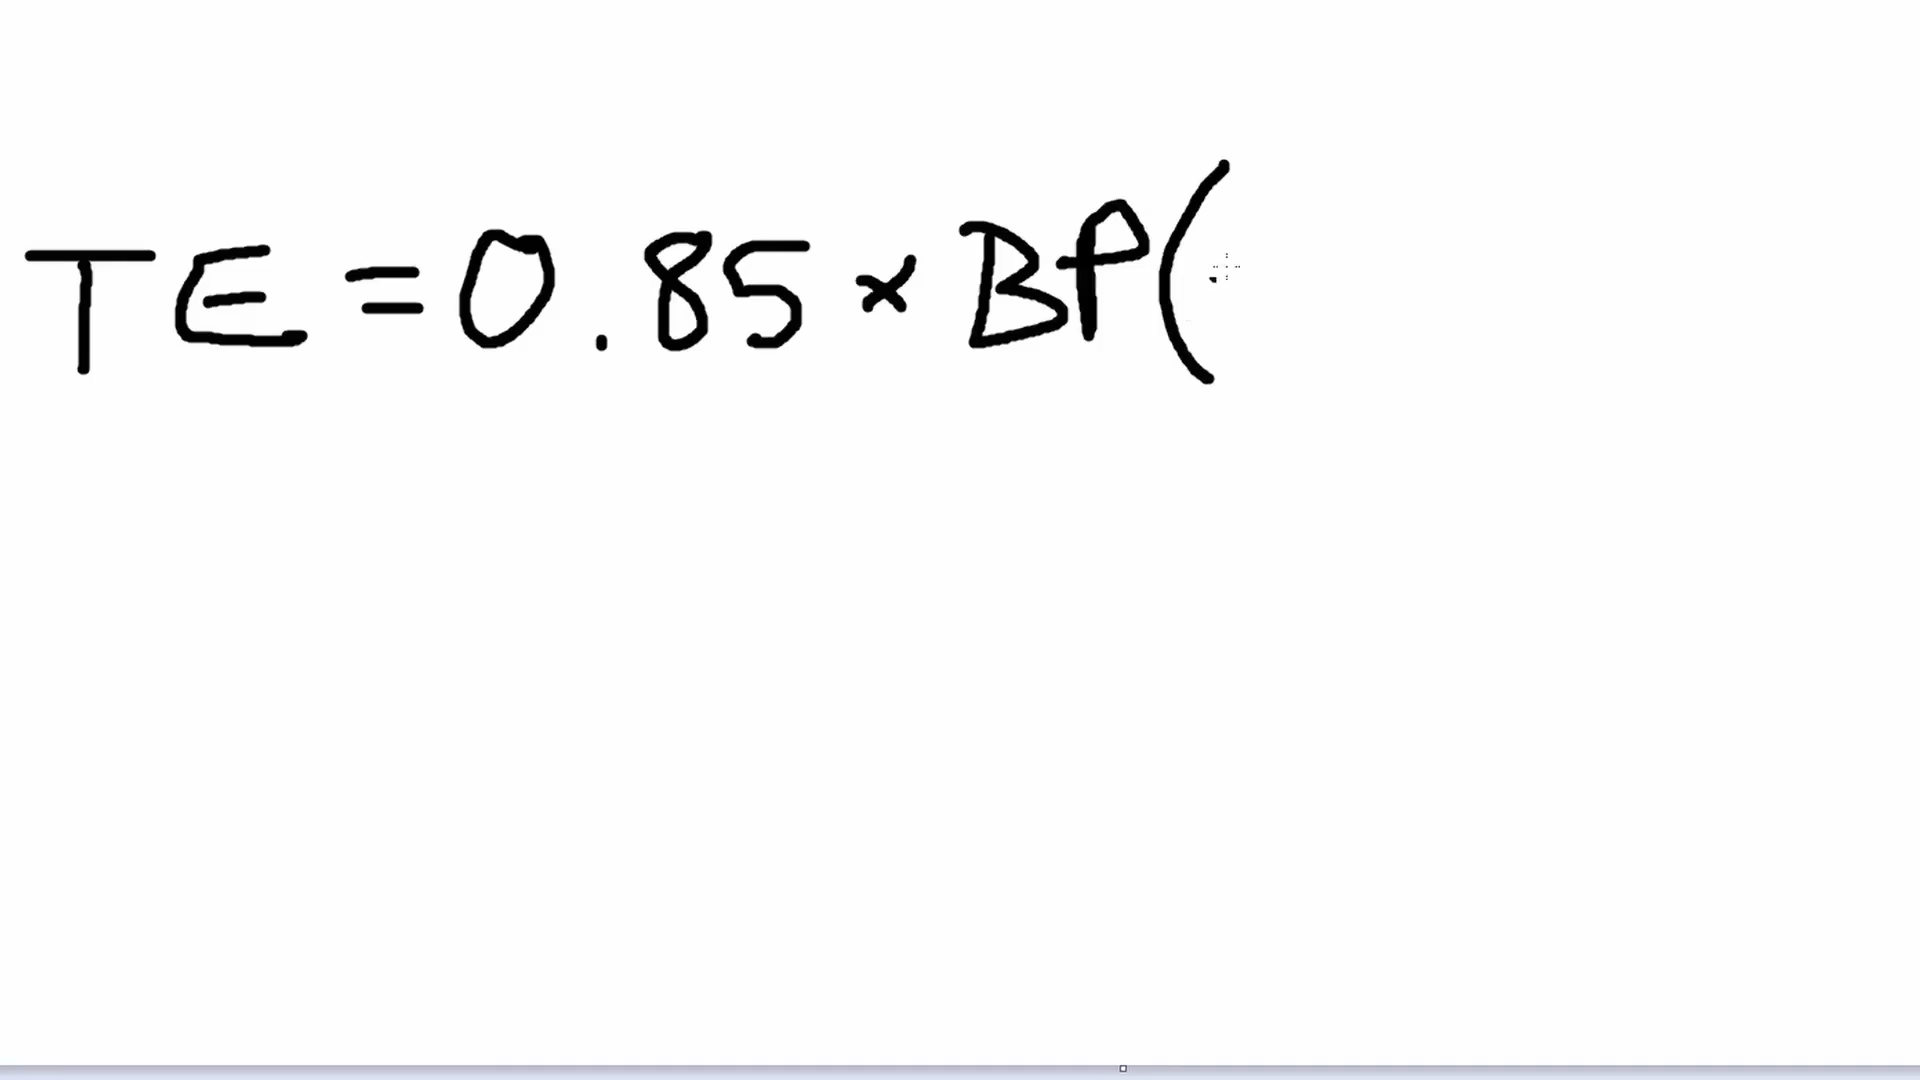 TE = 0.85 × BP(